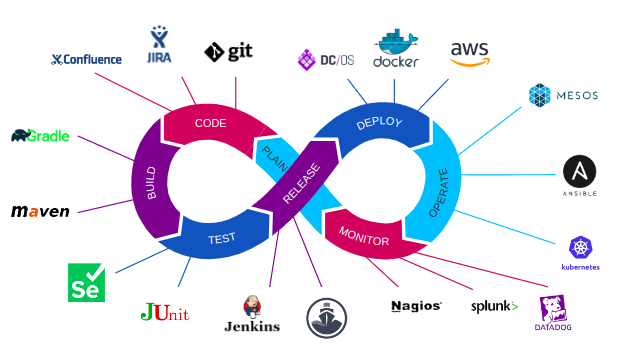 Confluence
JIRA
git
DC/OS
docker
aws
MESOS
CODE
DEPLOY
Gradle
PLAIN
BUILD
RELEASE
OPERATE
ANSIBLE
maven
TEST
MONITOR
kubernetes
Se
JUnit
Jenkins
Nagios®
splunk>
DATADOG